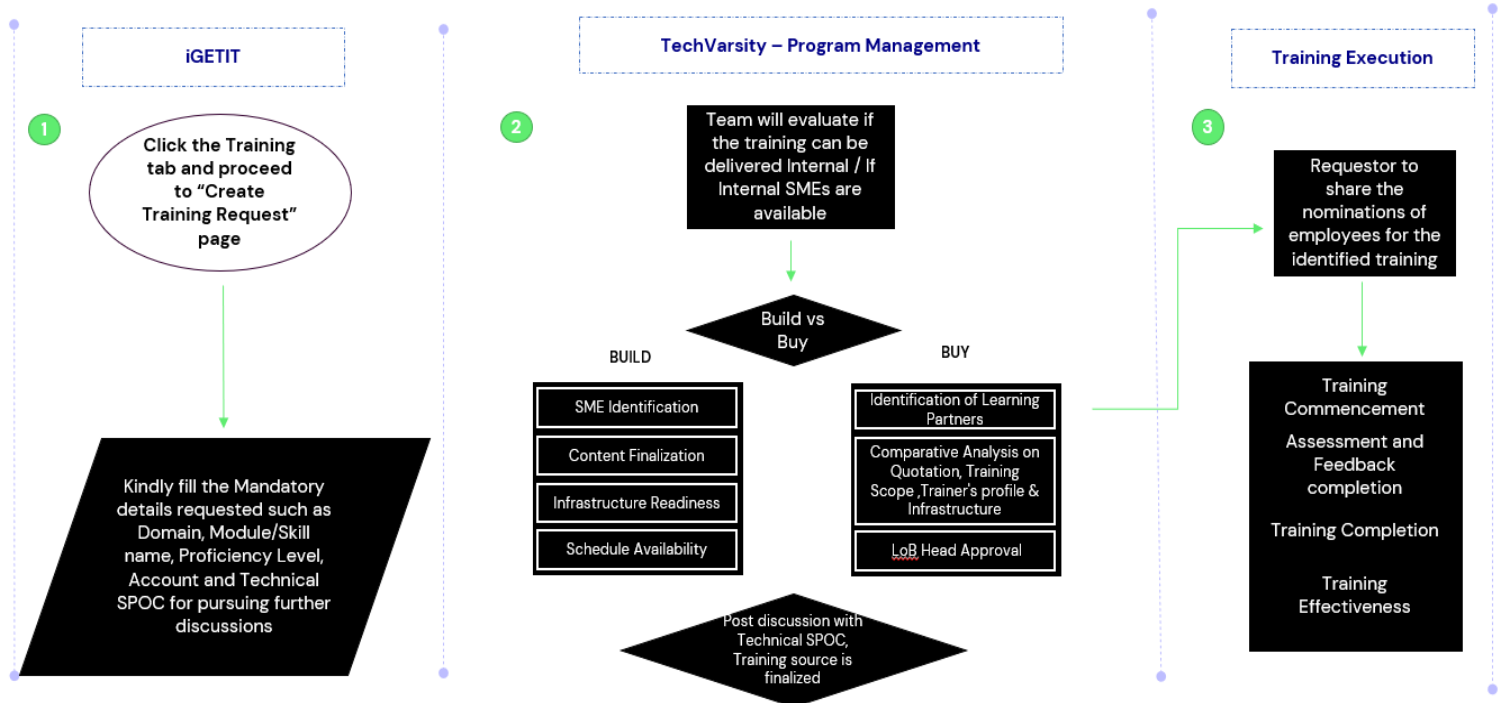 iGETIT
1
Click the Training
tab and proceed
to “Create
Training Request”
page
Kindly fill the Mandatory
details requested such as
Domain, Module/Skill
name, Proficiency Level,
Account and Technical
SPOC for pursuing further
discussions
TechVarsity – Program Management
2
Team will evaluate if
the training can be
delivered Internal / If
Internal SMEs are
available
Build vs
Buy
BUILD
SME Identification
Content Finalization
Infrastructure Readiness
Schedule Availability
BUY
Identification of Learning
Partners
Comparative Analysis on
Quotation, Training
Scope ,Trainer's profile &
Infrastructure
LoB Head Approval
Post discussion with
Technical SPOC,
Training source is
finalized
Training Execution
3
Requestor to
share the
nominations of
employees for the
identified training
Training
Commencement
Assessment and
Feedback
completion
Training Completion
Training
Effectiveness